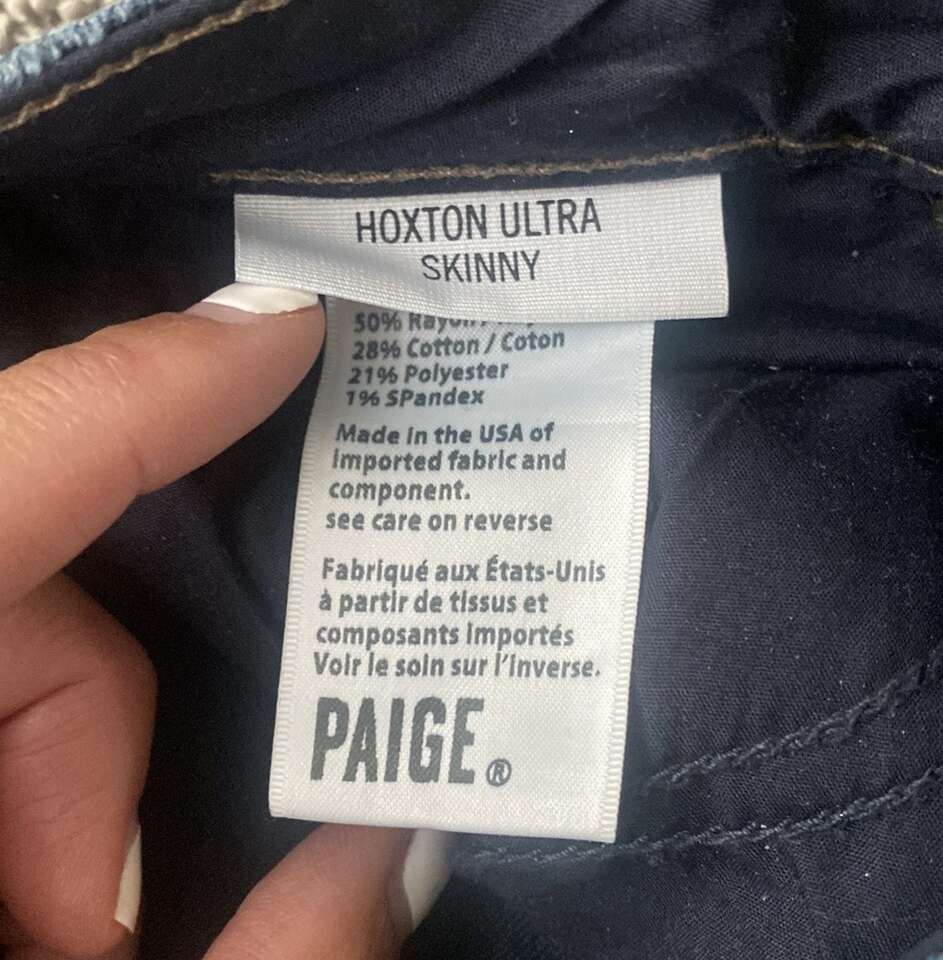 HOXTON ULTRA
SKINNY
50% Rayon /
28% Cotton / Coton
21% Polyester
1% SPandex
Made in the USA of
imported fabric and
component.
see care on reverse
Fabriqué aux États-Unis
à partir de tissus et
composants importés
Voir le soin sur l'inverse.
PAIGE®